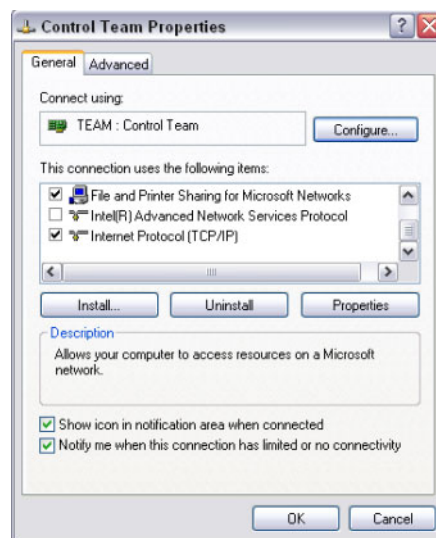 Control Team Properties
General Advanced
Connect using:
TEAM : Control Team
Configure...
This connection uses the following items:
File and Printer Sharing for Microsoft Networks
Intel(R) Advanced Network Services Protocol
Internet Protocol (TCP/IP)
Install... Uninstall Properties
Description
Allows your computer to access resources on a Microsoft
network.
Show icon in notification area when connected
Notify me when this connection has limited or no connectivity
OK Cancel